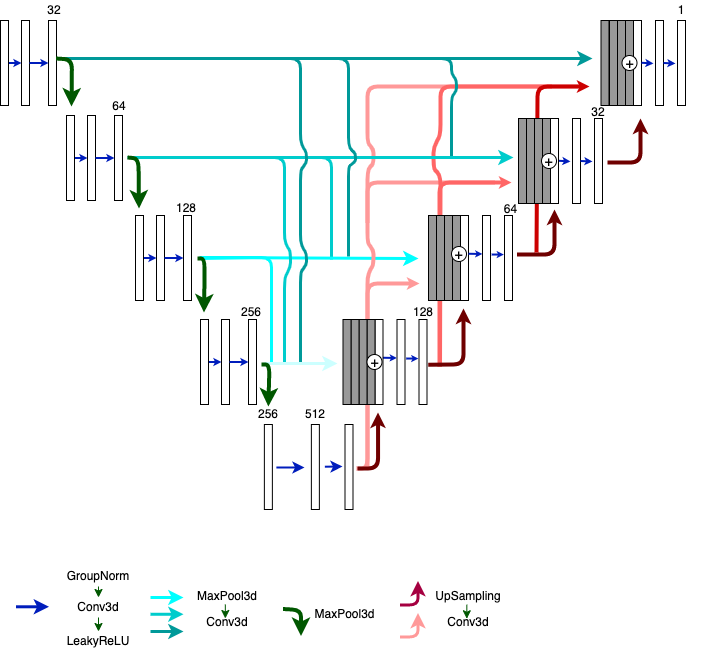 32
1
64
32
128
64
256
128
256
512
GroupNorm
Conv3d
LeakyReLU
MaxPool3d
Conv3d
MaxPool3d
UpSampling
Conv3d